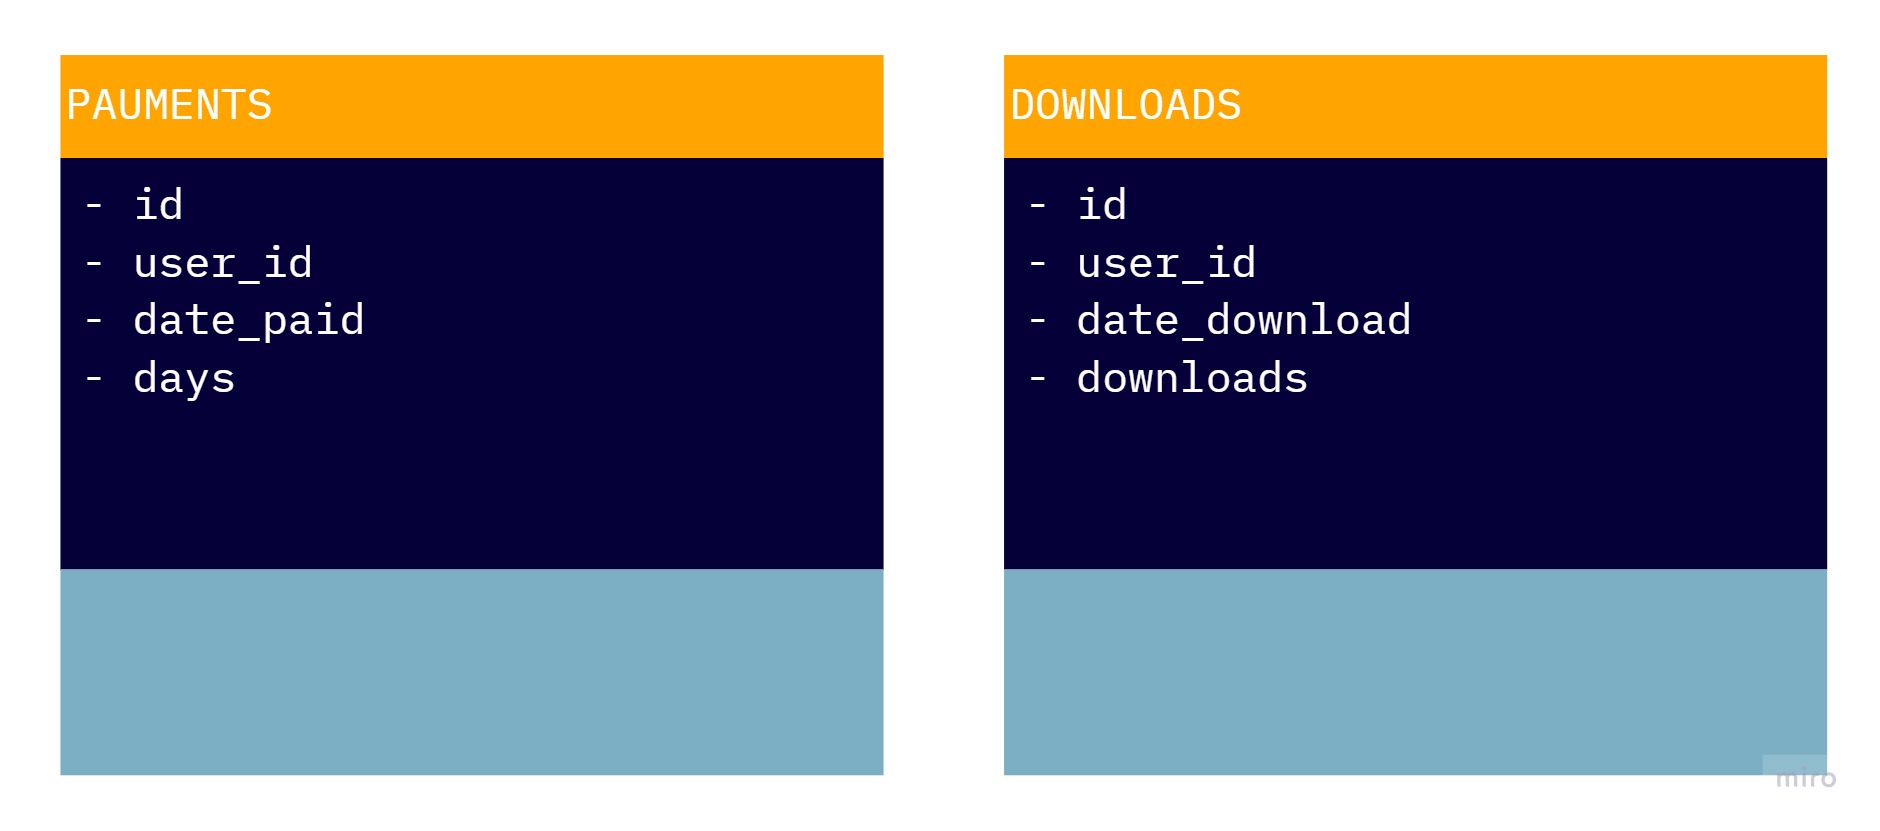 PAUMENTS
- id
- user_id
- date_paid
- days
DOWNLOADS
- id
- user_id
- date_download
- downloads
miro